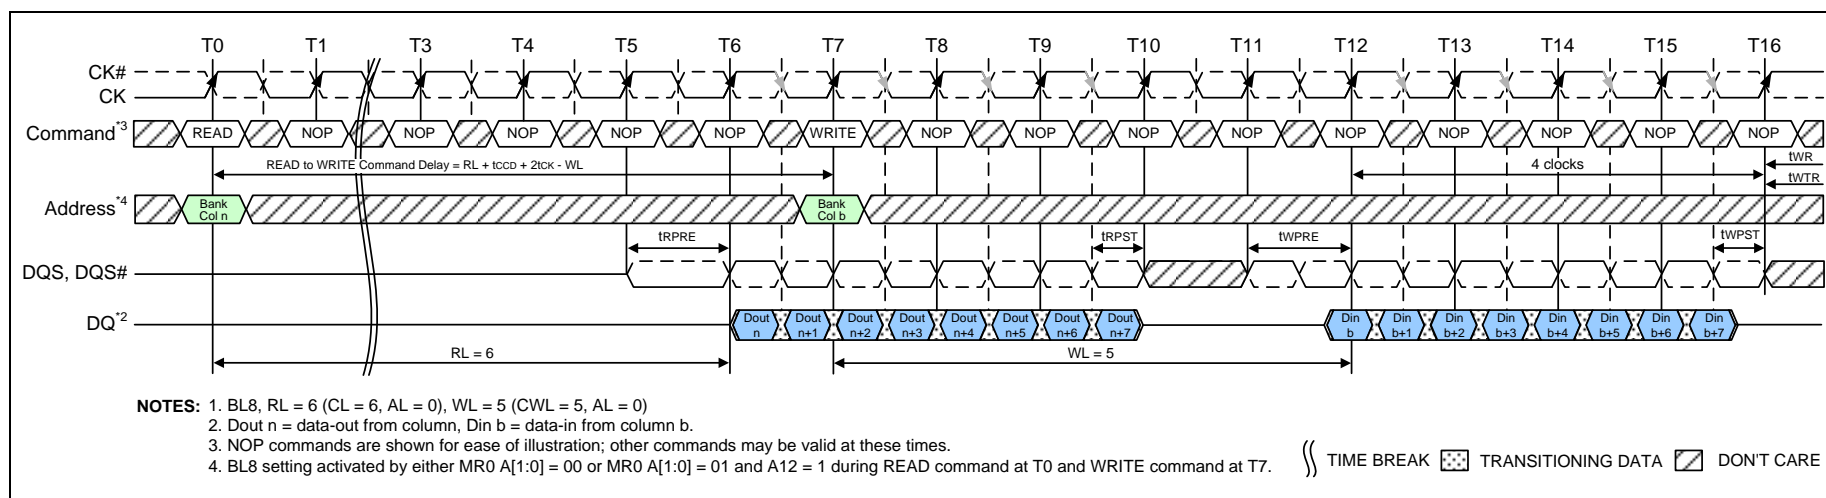 T0 T1 T3 T4 T5 T6 T7 T8 T9 T10 T11 T12 T13 T14 T15 T16
CK#
CK
Command*3 READ NOP NOP NOP NOP NOP WRITE NOP NOP NOP NOP NOP NOP NOP NOP NOP
READ to WRITE Command Delay = RL + tCCD + 2tCK - WL 4 clocks tWR
tWTR
Address*4 Bank Col n Bank Col b
tRPRE tRPST tWPRE tWPST
DQS, DQS#
DQ*2 Dout n Dout n+1 Dout n+2 Dout n+3 Dout n+4 Dout n+5 Dout n+6 Dout n+7 Din b Din b+1 Din b+2 Din b+3 Din b+4 Din b+5 Din b+6 Din b+7
RL = 6 WL = 5
NOTES: 1. BL8, RL = 6 (CL = 6, AL = 0), WL = 5 (CWL = 5, AL = 0)
2. Dout n = data-out from column, Din b = data-in from column b.
3. NOP commands are shown for ease of illustration; other commands may be valid at these times.
4. BL8 setting activated by either MR0 A[1:0] = 00 or MR0 A[1:0] = 01 and A12 = 1 during READ command at T0 and WRITE command at T7.
TIME BREAK TRANSITIONING DATA DON'T CARE